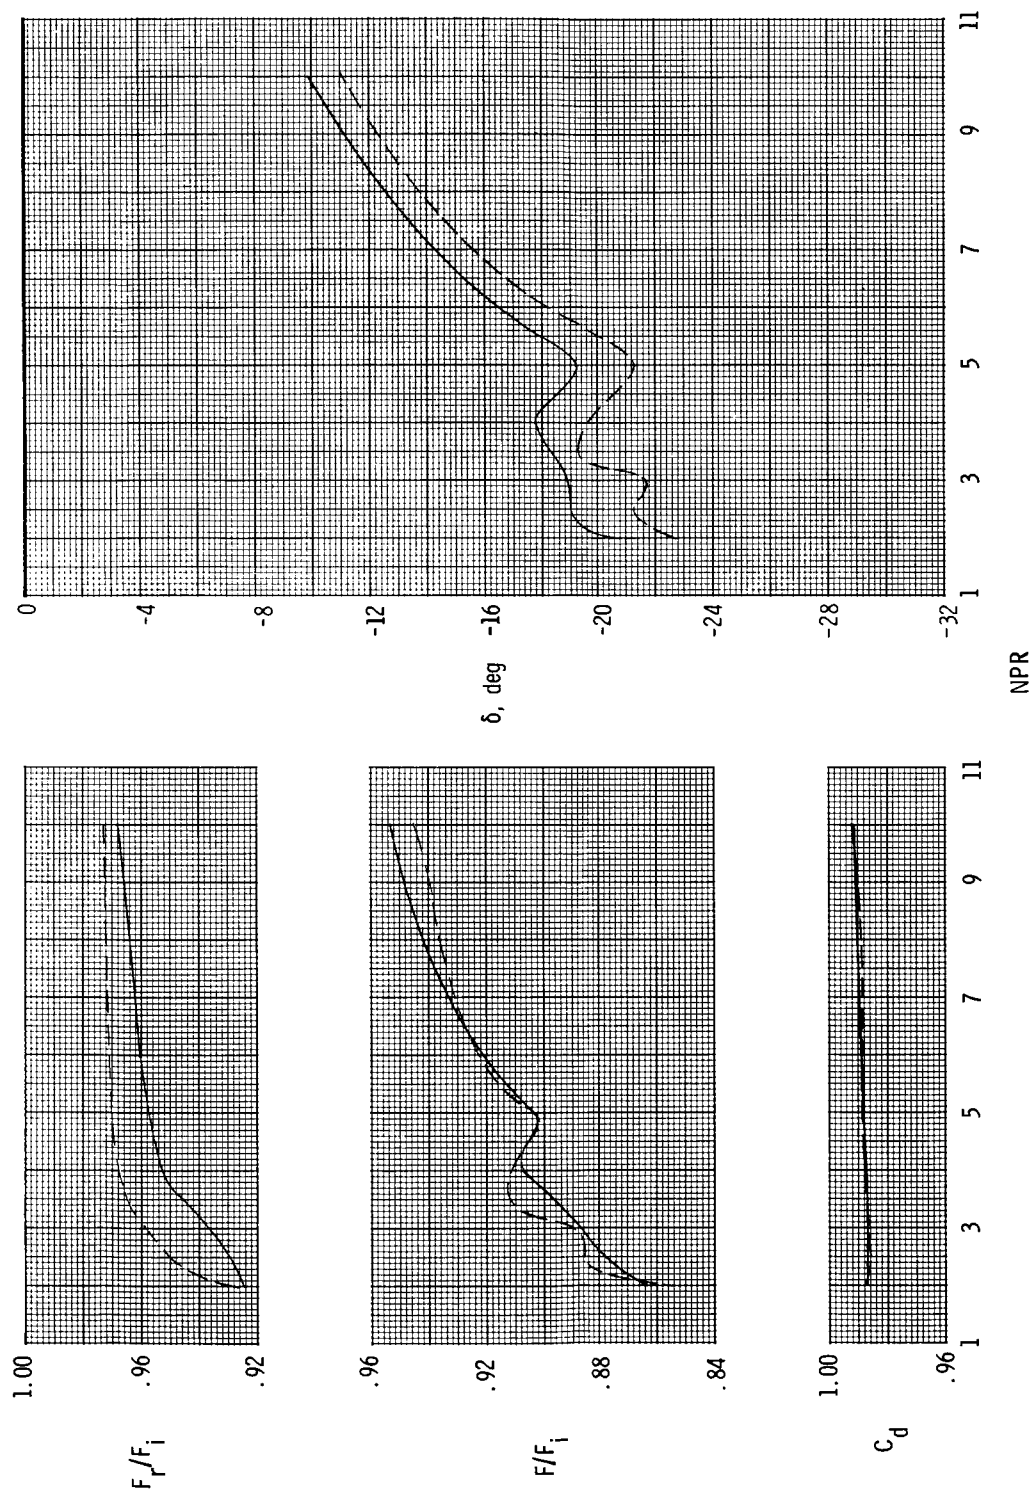 1.00
F_r/F_i
.96
.92
.96
.92
F/F_i
.88
.84
1.00
C_d
.96
1 3 5 7 9 11
0
-4
-8
-12
δ, deg
-16
-20
-24
-28
-32
1 3 5 7 9 11
NPR